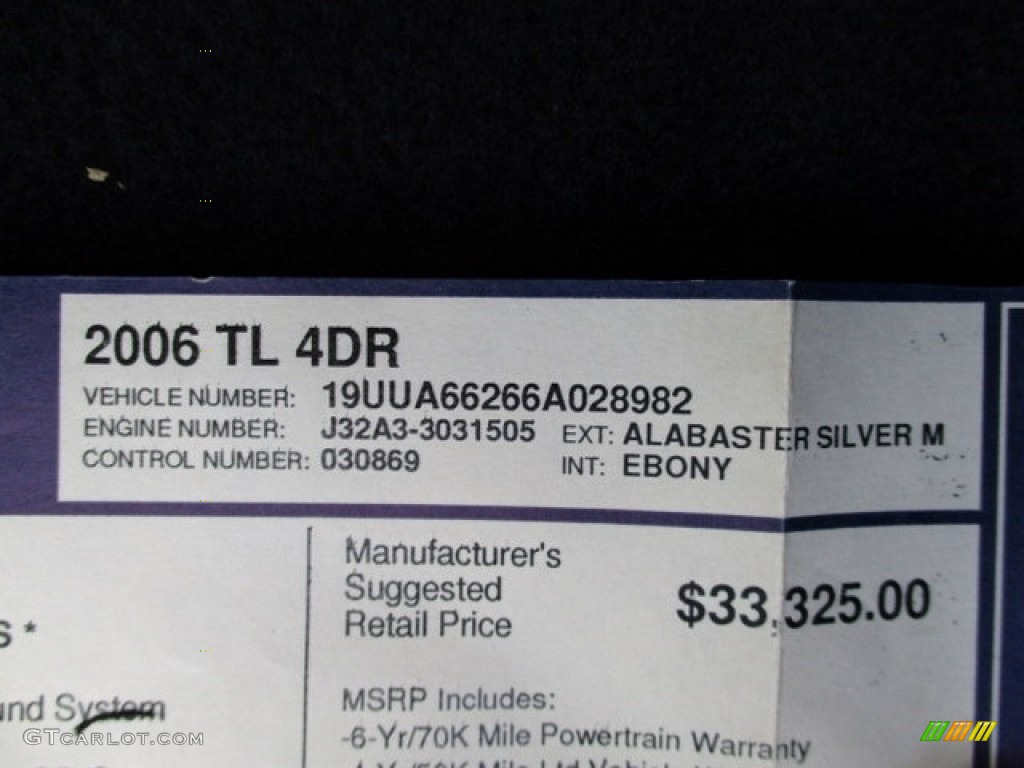 2006 TL 4DR
VEHICLE NUMBER: 19UUA66266A028982
ENGINE NUMBER: J32A3-3031505 EXT: ALABASTER SILVER M
CONTROL NUMBER: 030869 INT: EBONY
Manufacturer's
Suggested
Retail Price
$33,325.00
S *
und System
MSRP Includes:
-6-Yr/70K Mile Powertrain Warranty
GTCARLOT.COM